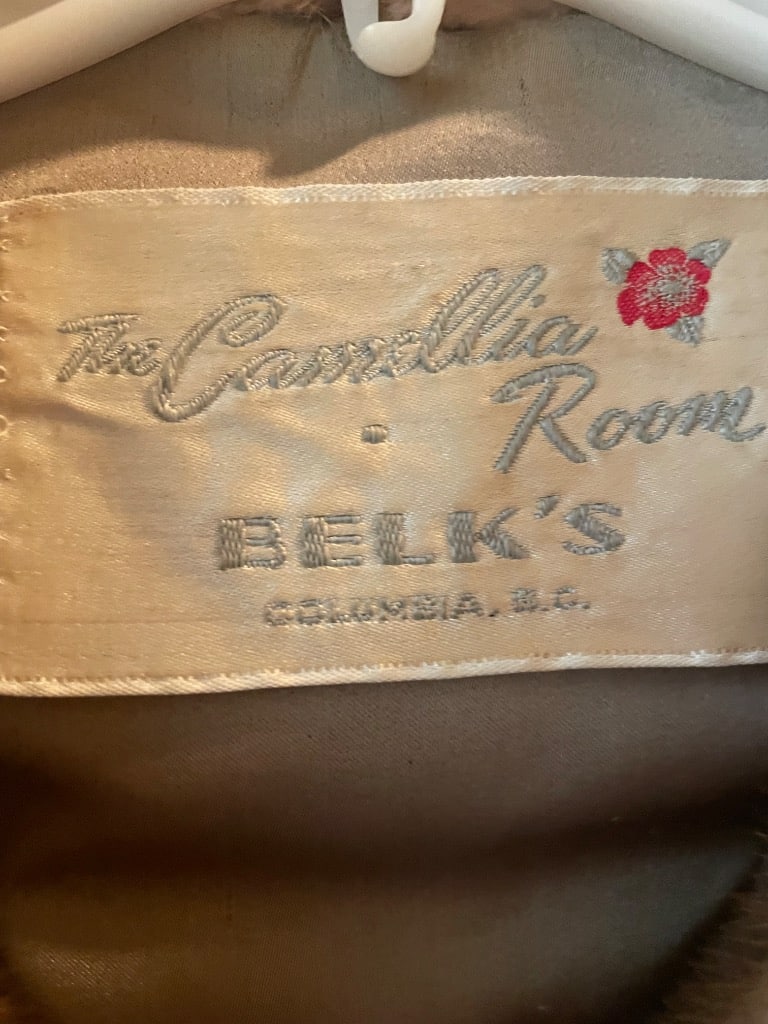 The Camellia
Room
BELK'S
COLUMBIA, S.C.